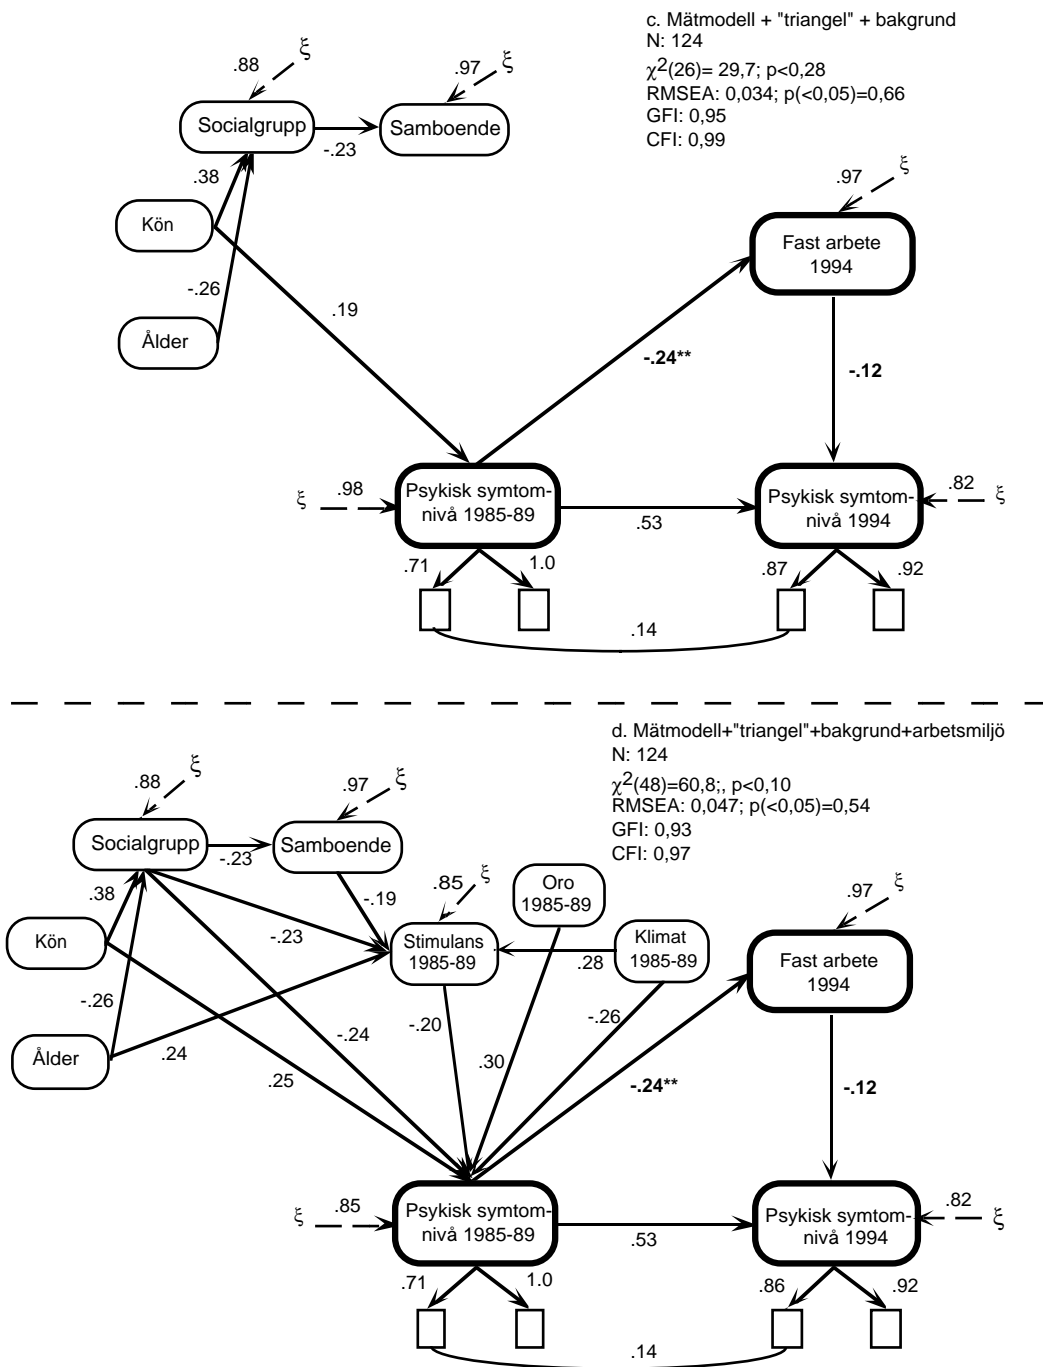 c. Mätmodell + "triangel" + bakgrund
N: 124
χ2(26)= 29,7; p<0,28
RMSEA: 0,034; p(<0,05)=0,66
GFI: 0,95
CFI: 0,99
.88
ξ
.97
ξ
Socialgrupp
-.23
Samboende
.38
Kön
-.26
Ålder
.19
.97
ξ
Fast arbete
1994
-.24**
-.12
ξ
.98
Psykisk symtom-
nivå 1985-89
.53
Psykisk symtom-
nivå 1994
.82
ξ
.71
1.0
.87
.92
.14
d. Mätmodell+"triangel"+bakgrund+arbetsmiljö
N: 124
χ2(48)=60,8;, p<0,10
RMSEA: 0,047; p(<0,05)=0,54
GFI: 0,93
CFI: 0,97
.88
ξ
.97
ξ
Socialgrupp
-.23
Samboende
.38
-.19
.85
ξ
Oro
1985-89
.97
ξ
Kön
-.23
Stimulans
1985-89
.28
Klimat
1985-89
Fast arbete
1994
-.26
Ålder
.24
-.24
-.20
-.26
.25
.30
-.24**
-.12
ξ
.85
Psykisk symtom-
nivå 1985-89
.53
Psykisk symtom-
nivå 1994
.82
ξ
.71
1.0
.86
.92
.14